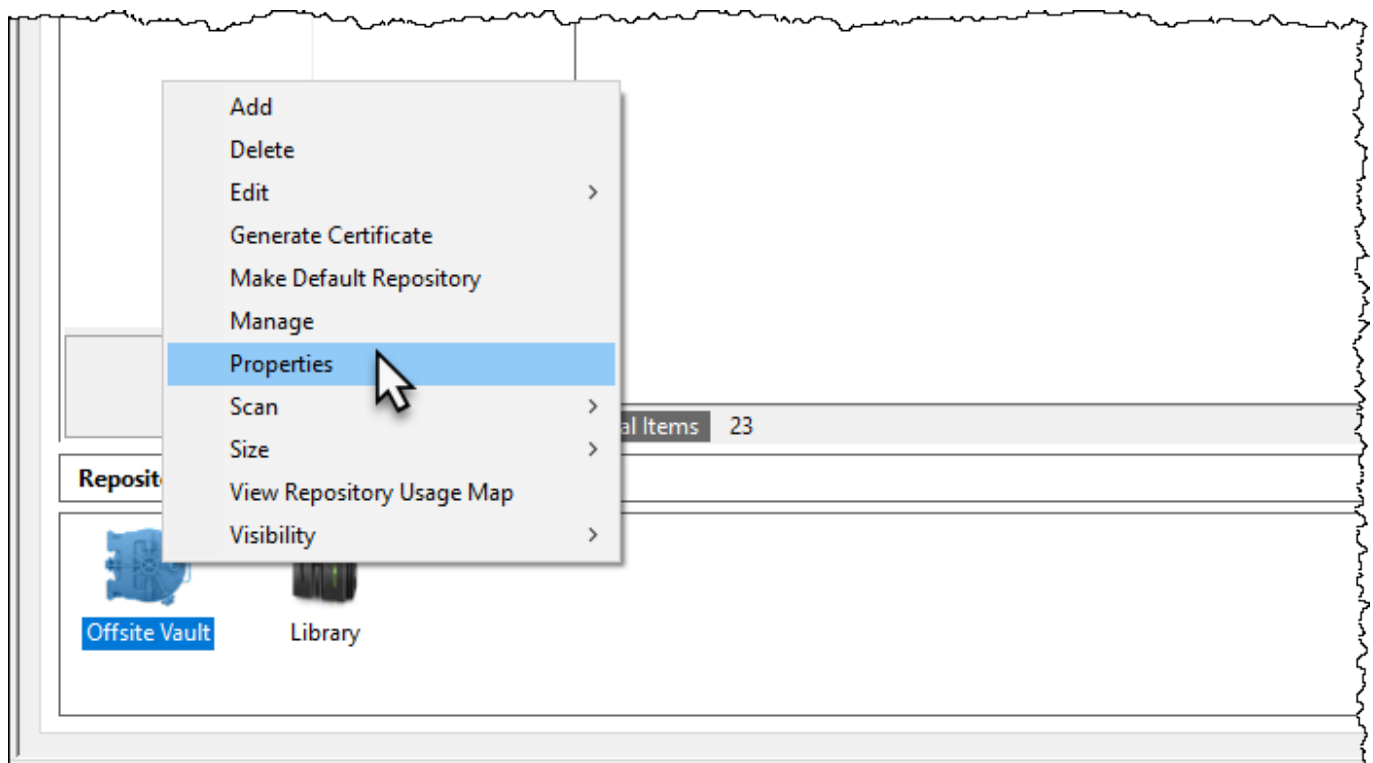 Add
Delete
Edit
Generate Certificate
Make Default Repository
Manage
Properties
Scan
Size
View Repository Usage Map
Visibility
al Items 23
Reposit
Offsite Vault
Library